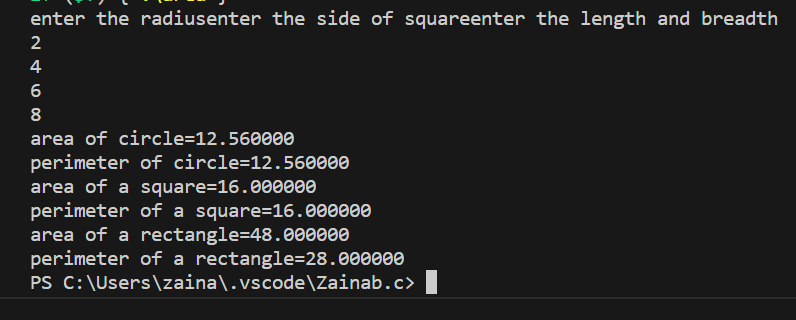 enter the radiusenter the side of squareenter the length and breadth
2
4
6
8
area of circle=12.560000
perimeter of circle=12.560000
area of a square=16.000000
perimeter of a square=16.000000
area of a rectangle=48.000000
perimeter of a rectangle=28.000000
PS C:\Users\zaina\.vscode\Zainab.c>